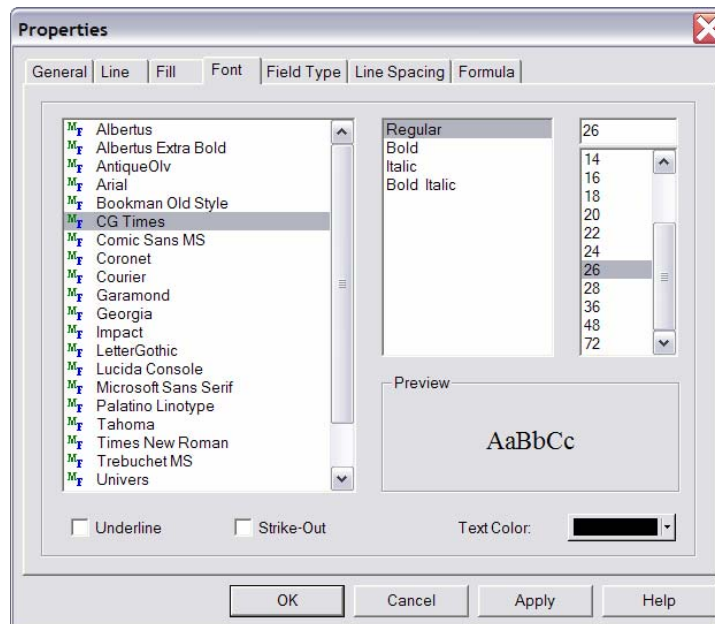 Properties
General Line Fill Font Field Type Line Spacing Formula
Albertus
Albertus Extra Bold
AntiqueOlv
Arial
Bookman Old Style
CG Times
Comic Sans MS
Coronet
Courier
Garamond
Georgia
Impact
LetterGothic
Lucida Console
Microsoft Sans Serif
Palatino Linotype
Tahoma
Times New Roman
Trebuchet MS
Univers
Regular
Bold
Italic
Bold Italic
26
14
16
18
20
22
24
26
28
36
48
72
Preview
AaBbCc
Underline
Strike-Out
Text Color:
OK
Cancel
Apply
Help